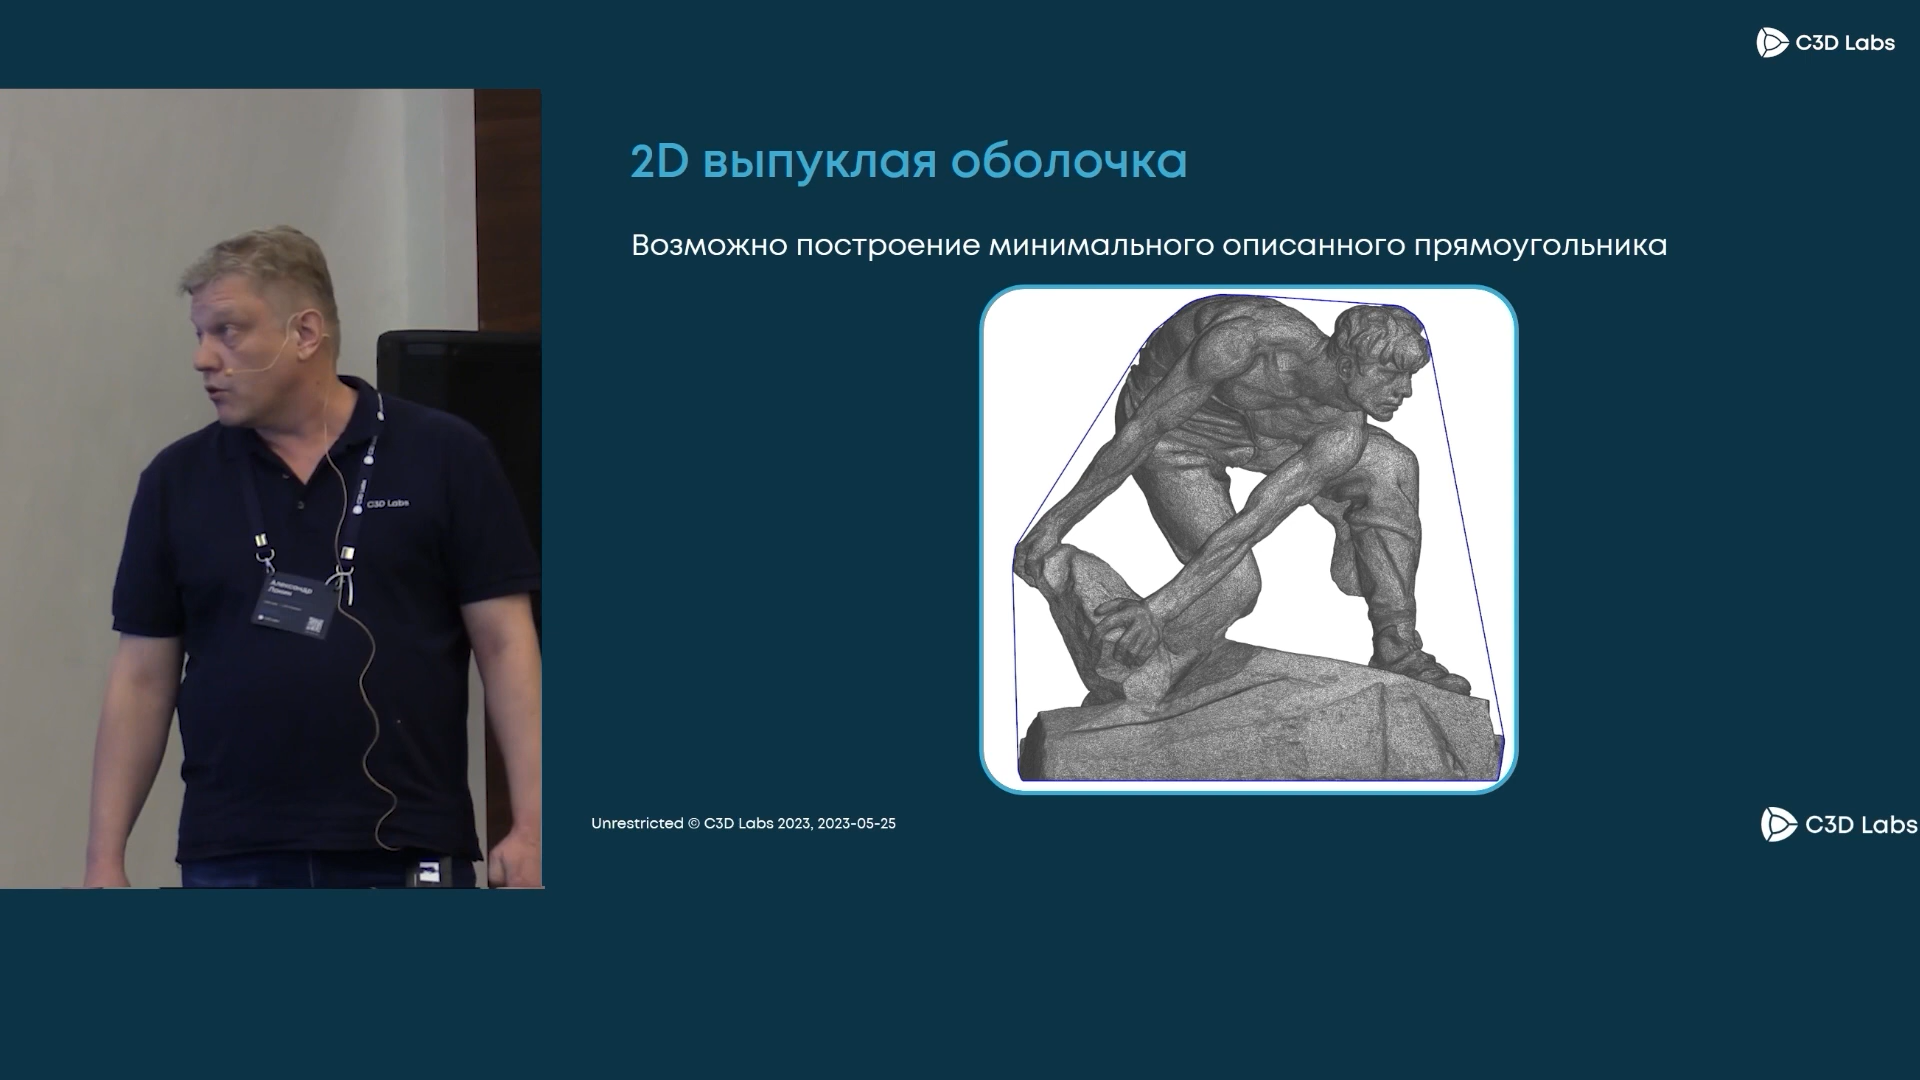 C3D Labs
2D выпуклая оболочка
Возможно построение минимального описанного прямоугольника
C3D Labs
Александр
Unrestricted © C3D Labs 2023, 2023-05-25
C3D Labs